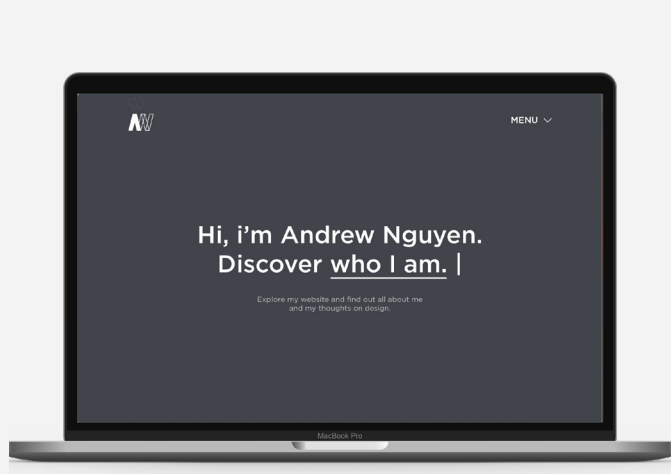 MENU
Hi, i’m Andrew Nguyen.
Discover who I am. |
Explore my website and find out all about me
and my thoughts on design.
MacBook Pro